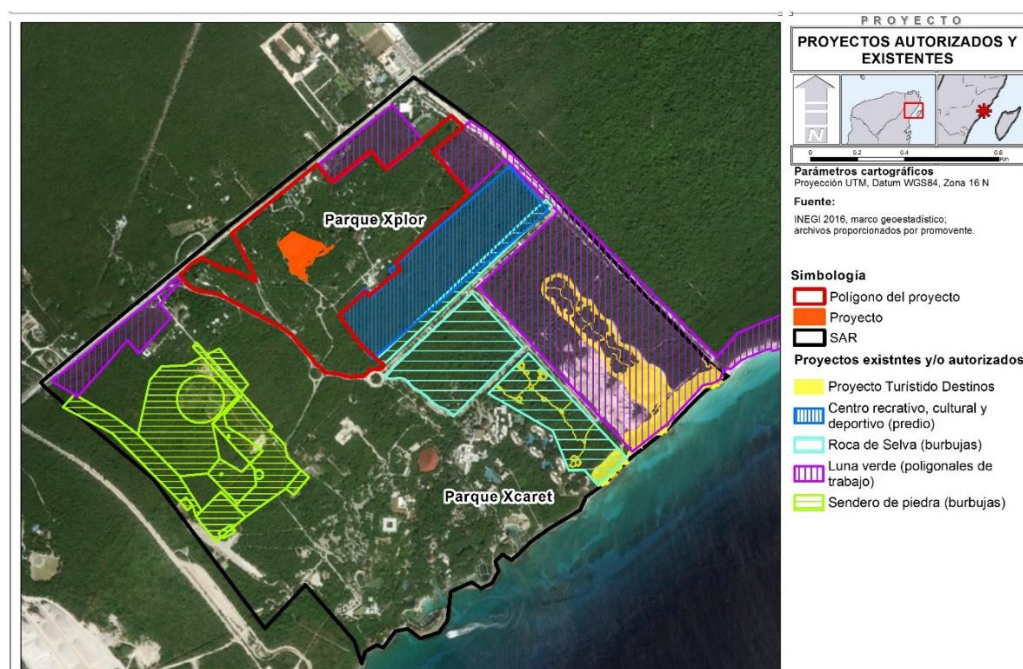 PROYECTO
PROYECTOS AUTORIZADOS Y
EXISTENTES
N
0 0.2 0.4 0.8
Km
Parámetros cartográficos
Proyección UTM, Datum WGS84, Zona 16 N
Fuente:
INEGI 2016, marco geoestadístico;
archivos proporcionados por promovente.
Simbología
Polígono del proyecto
Proyecto
SAR
Proyectos existntes y/o autorizados
Proyecto Turístido Destinos
Centro recrativo, cultural y
deportivo (predio)
Roca de Selva (burbujas)
Luna verde (poligonales de
trabajo)
Sendero de piedra (burbujas)
Parque Xplor
Parque Xcaret